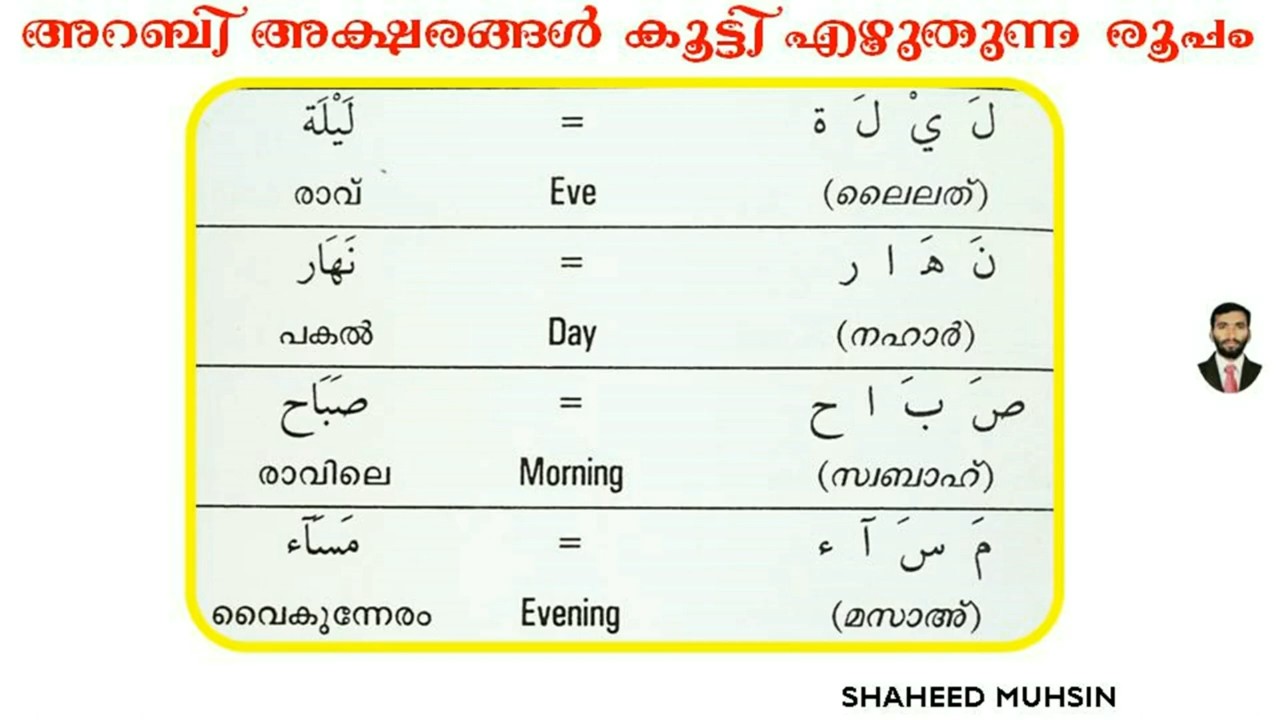 അറബി അക്ഷരങ്ങൾ കൂട്ടി എഴുതുന്ന രൂപം
لَيْلَة = لَ يْ لَ ة
രാവ് Eve (ലൈലത്)
نَهَار = نَ هَ ا ر
പകൽ Day (നഹാർ)
صَبَاح = صَ بَ ا ح
രാവിലെ Morning (സ്വബാഹ്)
مَسَآء = مَ سَ آ ء
വൈകുന്നേരം Evening (മസാഅ്)
SHAHEED MUHSIN